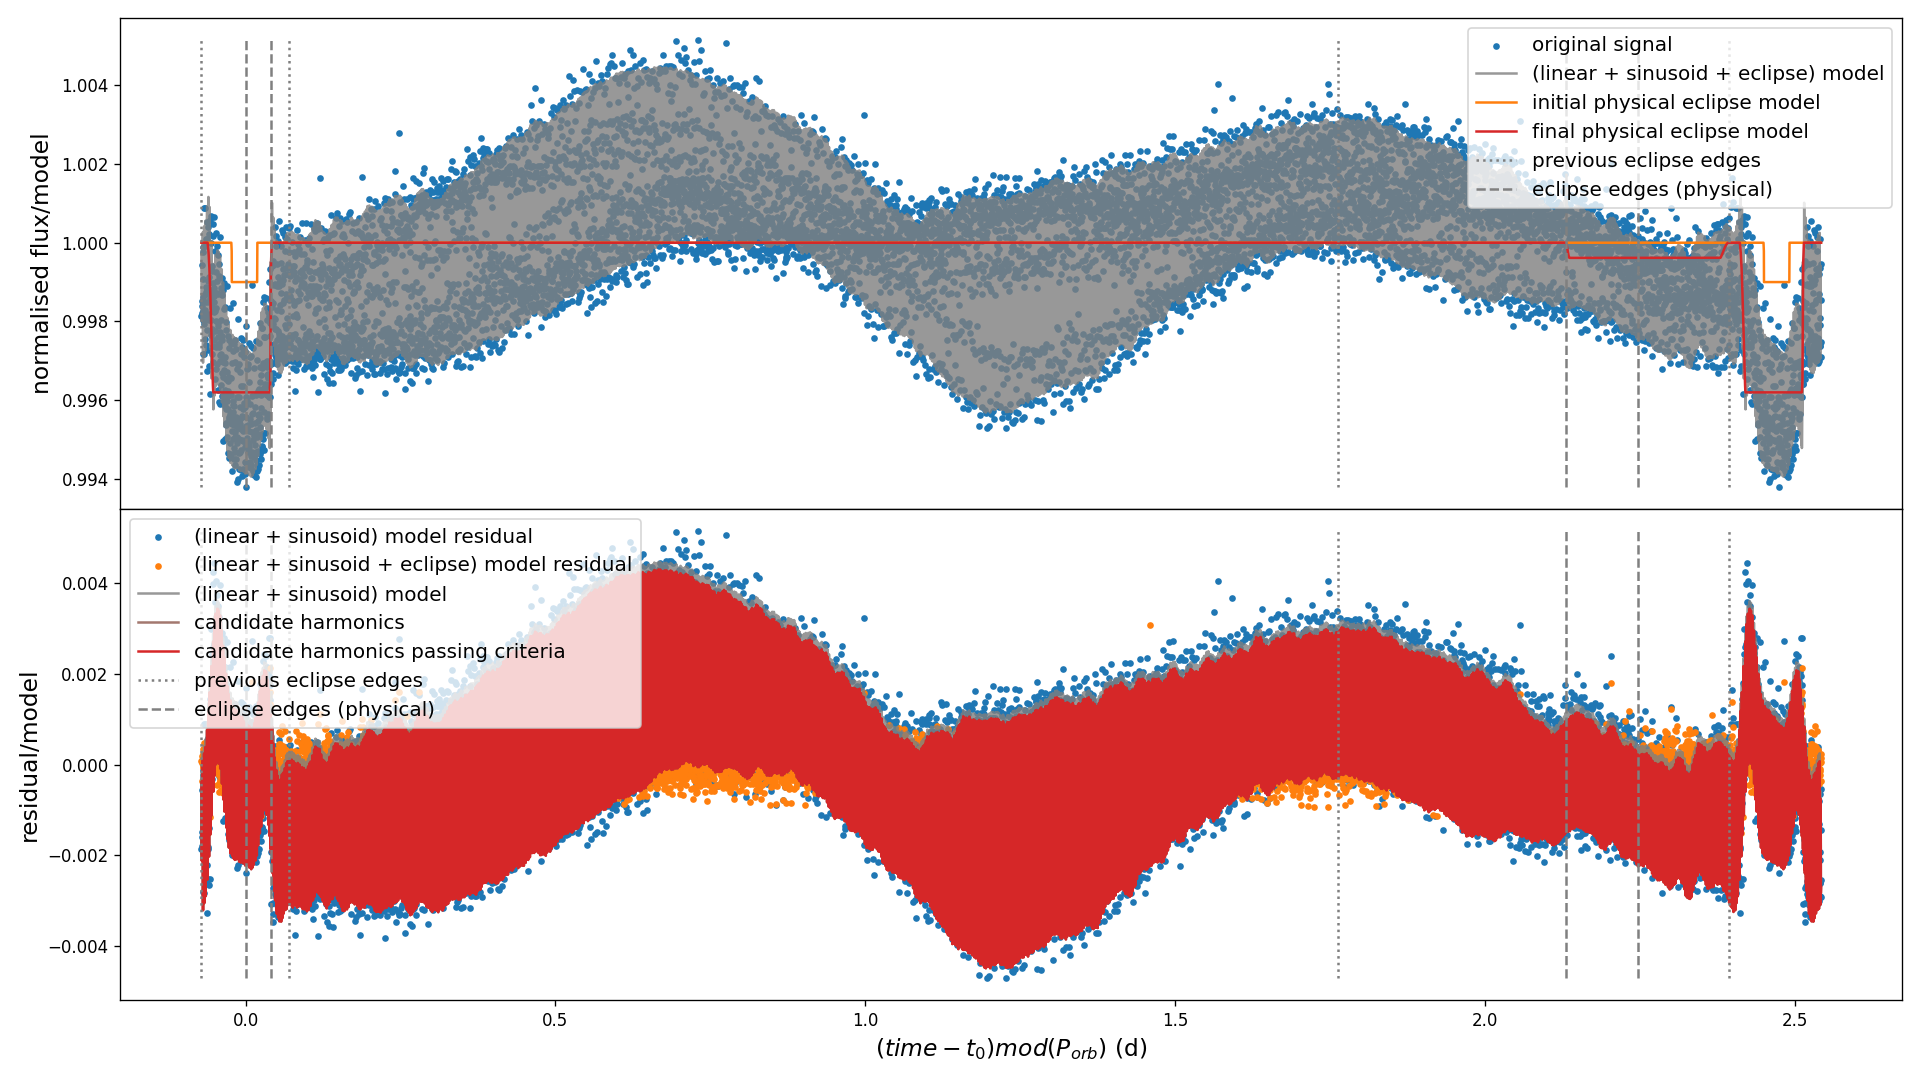 normalised flux/model
1.004
1.002
1.000
0.998
0.996
0.994
original signal
(linear + sinusoid + eclipse) model
initial physical eclipse model
final physical eclipse model
previous eclipse edges
eclipse edges (physical)
residual/model
0.004
0.002
0.000
−0.002
−0.004
(linear + sinusoid) model residual
(linear + sinusoid + eclipse) model residual
(linear + sinusoid) model
candidate harmonics
candidate harmonics passing criteria
previous eclipse edges
eclipse edges (physical)
0.0 0.5 1.0 1.5 2.0 2.5
(time − t₀)mod(P_orb) (d)